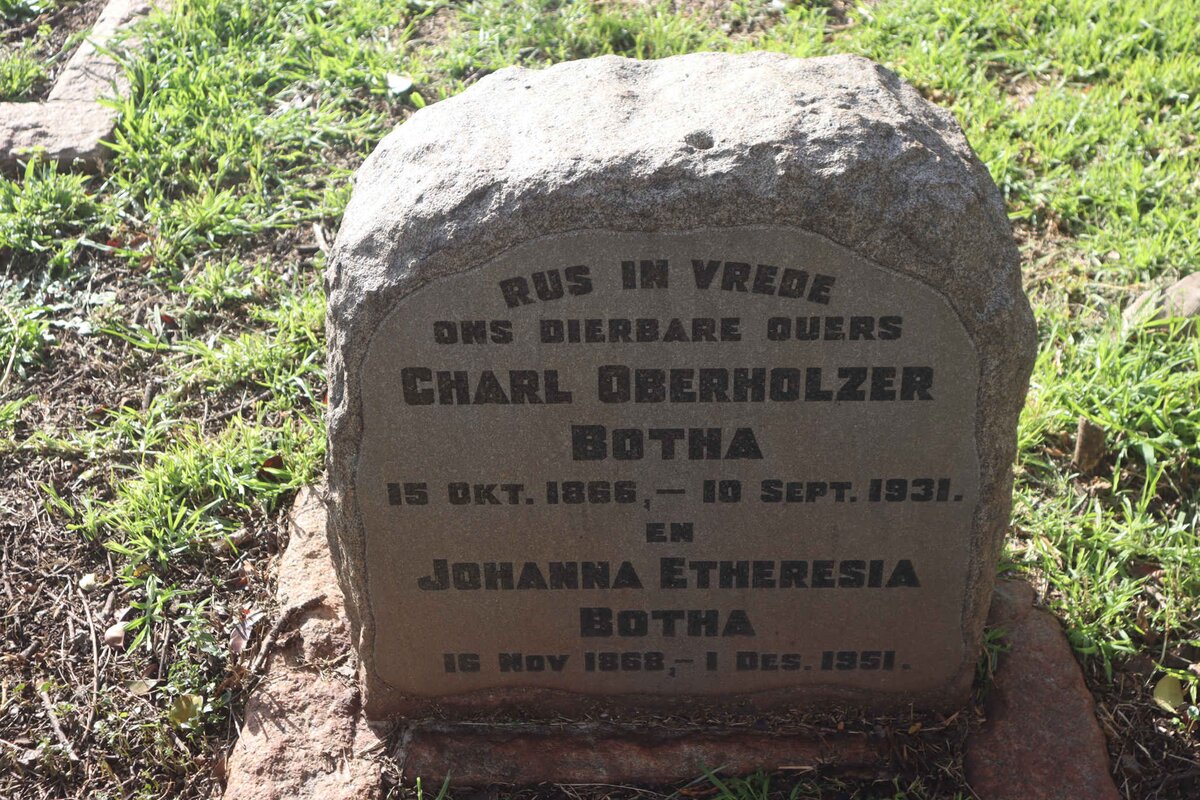 RUS IN VREDE
ONS DIERBARE OUERS
CHARL OBERHOLZER
BOTHA
15 OKT. 1866,— 10 SEPT. 1931.
EN
JOHANNA ETHERESIA
BOTHA
16 NOV 1868,—1 DES. 1951.